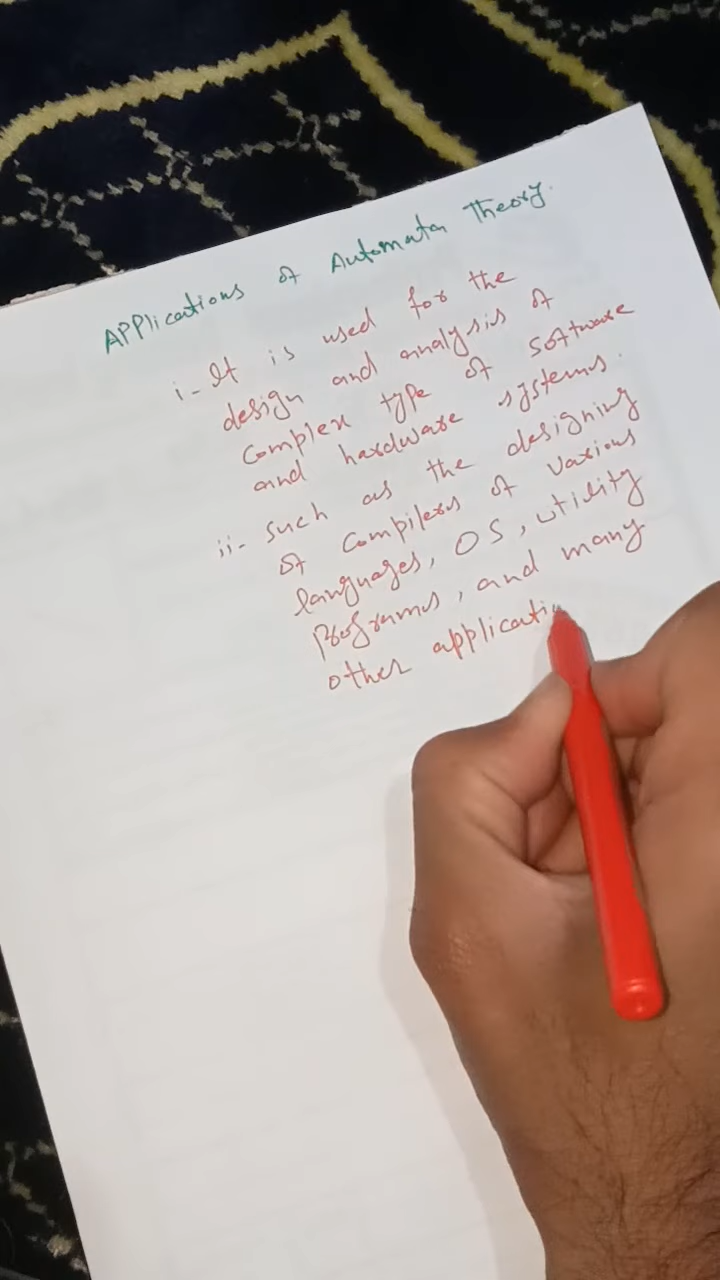 Applications of Automata Theory.
i- It is used for the
design and analysis of
complex type of software
and hardware systems.
ii- such as the designing
of compilers of various
languages, OS, utility
programs, and many
other applicati